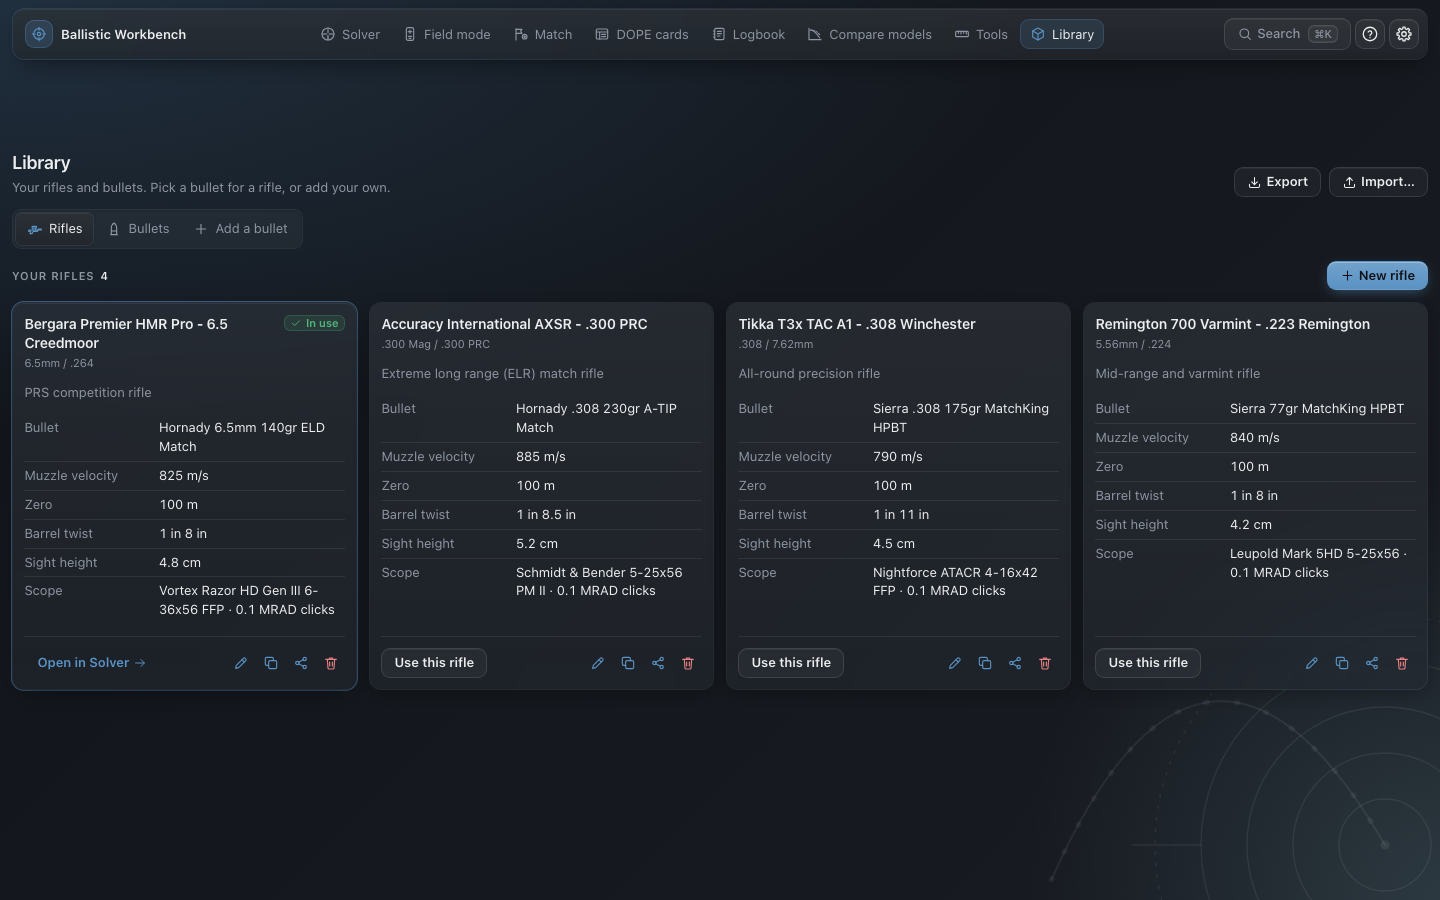 Ballistic Workbench
Solver
Field mode
Match
DOPE cards
Logbook
Compare models
Tools
Library
Search ⌘K
Library
Your rifles and bullets. Pick a bullet for a rifle, or add your own.
Export
Import...
Rifles
Bullets
Add a bullet
YOUR RIFLES 4
New rifle
Bergara Premier HMR Pro - 6.5
Creedmoor
In use
6.5mm / .264
PRS competition rifle
Bullet Hornady 6.5mm 140gr ELD
Match
Muzzle velocity 825 m/s
Zero 100 m
Barrel twist 1 in 8 in
Sight height 4.8 cm
Scope Vortex Razor HD Gen III 6-
36x56 FFP · 0.1 MRAD clicks
Open in Solver →
Accuracy International AXSR - .300 PRC
.300 Mag / .300 PRC
Extreme long range (ELR) match rifle
Bullet Hornady .308 230gr A-TIP
Match
Muzzle velocity 885 m/s
Zero 100 m
Barrel twist 1 in 8.5 in
Sight height 5.2 cm
Scope Schmidt & Bender 5-25x56
PM II · 0.1 MRAD clicks
Use this rifle
Tikka T3x TAC A1 - .308 Winchester
.308 / 7.62mm
All-round precision rifle
Bullet Sierra .308 175gr MatchKing
HPBT
Muzzle velocity 790 m/s
Zero 100 m
Barrel twist 1 in 11 in
Sight height 4.5 cm
Scope Nightforce ATACR 4-16x42
FFP · 0.1 MRAD clicks
Use this rifle
Remington 700 Varmint - .223 Remington
5.56mm / .224
Mid-range and varmint rifle
Bullet Sierra 77gr MatchKing HPBT
Muzzle velocity 840 m/s
Zero 100 m
Barrel twist 1 in 8 in
Sight height 4.2 cm
Scope Leupold Mark 5HD 5-25x56 ·
0.1 MRAD clicks
Use this rifle